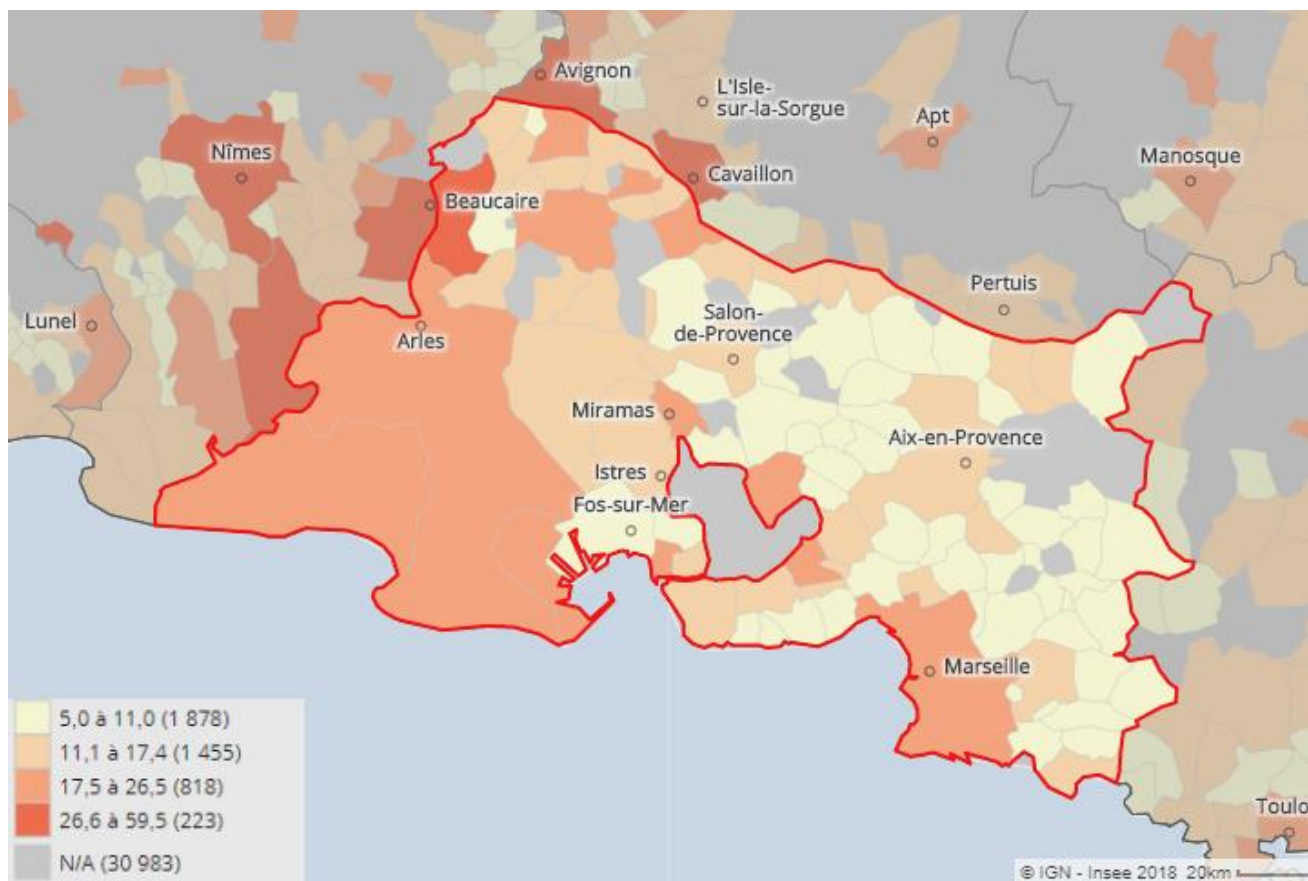 Avignon
L'Isle-
sur-la-Sorgue
Apt
Nîmes
Manosque
Cavaillon
Beaucaire
Pertuis
Lunel
Arles
Salon-
de-Provence
Miramas
Aix-en-Provence
Istres
Fos-sur-Mer
Marseille
5,0 à 11,0 (1 878)
11,1 à 17,4 (1 455)
17,5 à 26,5 (818)
26,6 à 59,5 (223)
N/A (30 983)
Toulo
© IGN - Insee 2018 20km